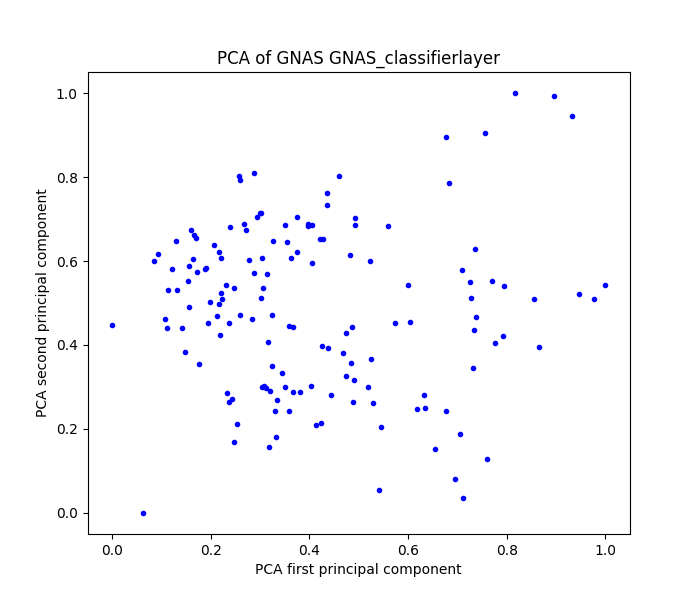 PCA of GNAS GNAS_classifierlayer
PCA second principal component
1.0
0.8
0.6
0.4
0.2
0.0
0.0 0.2 0.4 0.6 0.8 1.0
PCA first principal component